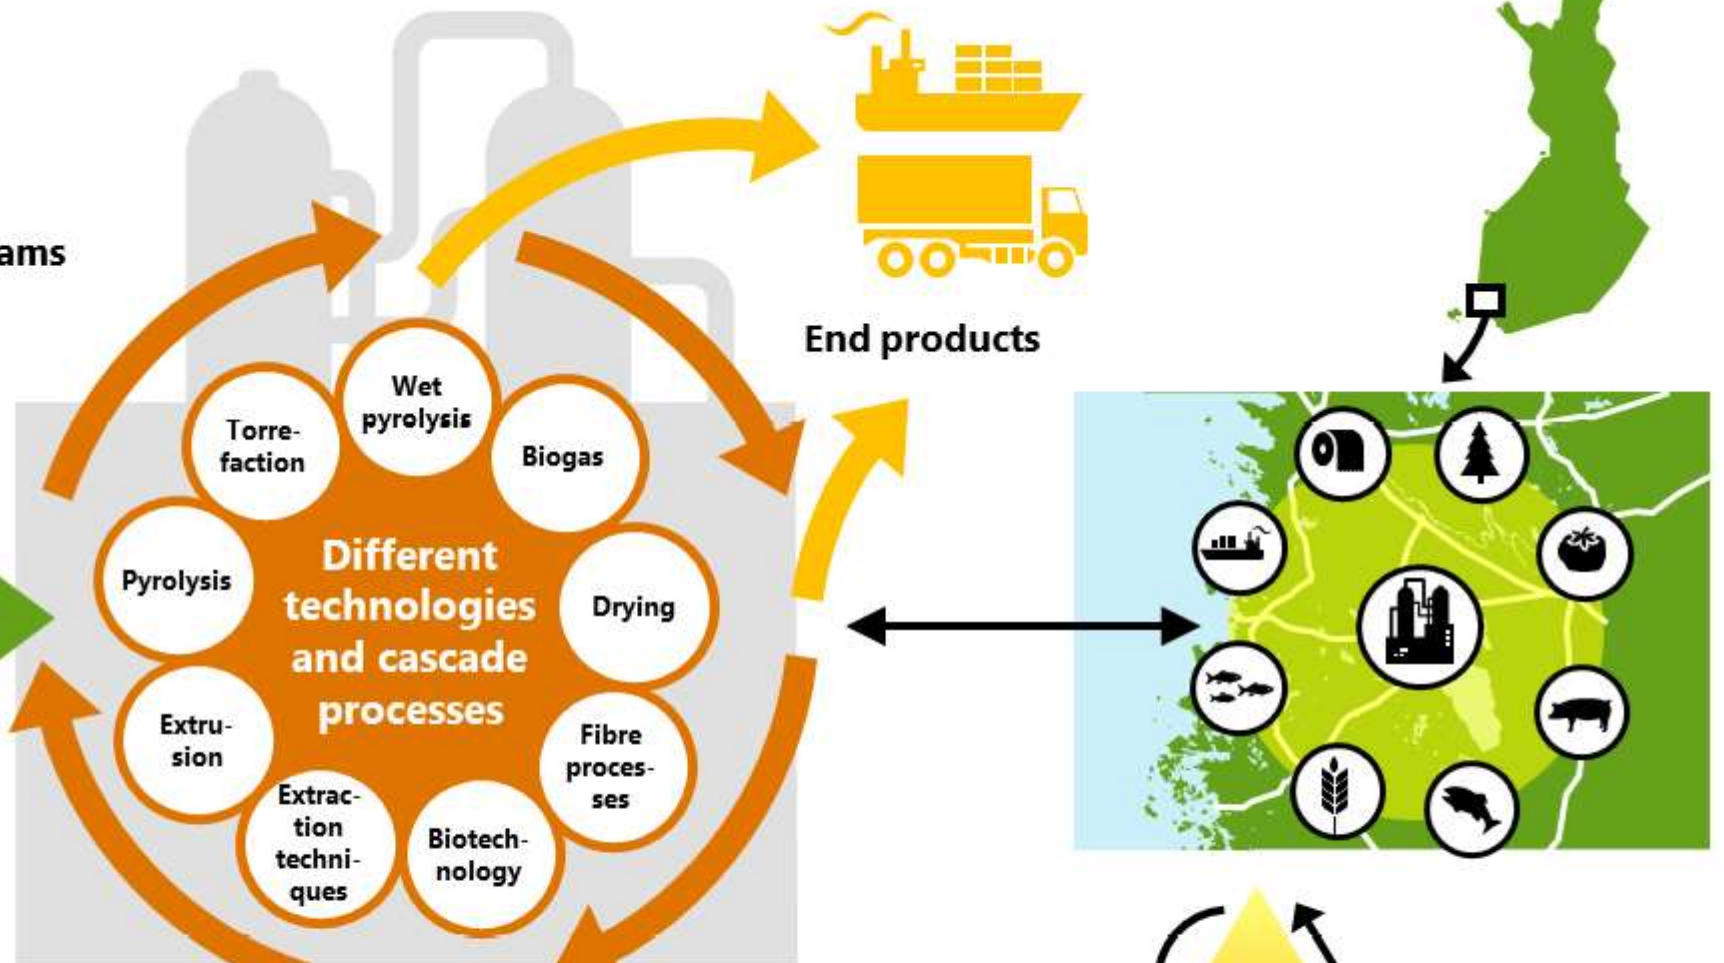 ams
End products
Wet
pyrolysis
Torre-
faction
Biogas
Pyrolysis
Different
technologies
and cascade
processes
Drying
Extru-
sion
Fibre
proces-
ses
Extrac-
tion
techni-
ques
Biotech-
nology